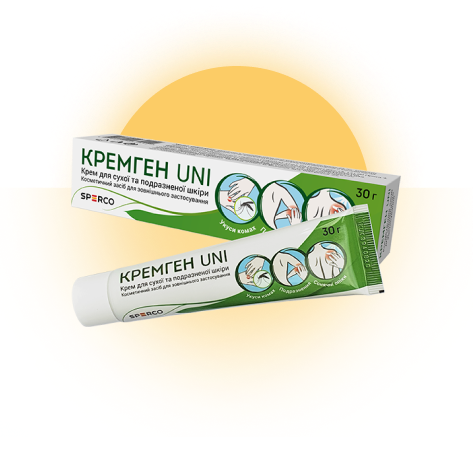 КРЕМГЕН UNI
Крем для сухої та подразненої шкіри
Косметичний засіб для зовнішнього застосування
SPERCO
Укуси комах
30 г
КРЕМГЕН UNI
Крем для сухої та подразненої шкіри
Косметичний засіб для зовнішнього застосування
SPERCO
Укуси комах
Подразнення
Сонячні опіки
30 г